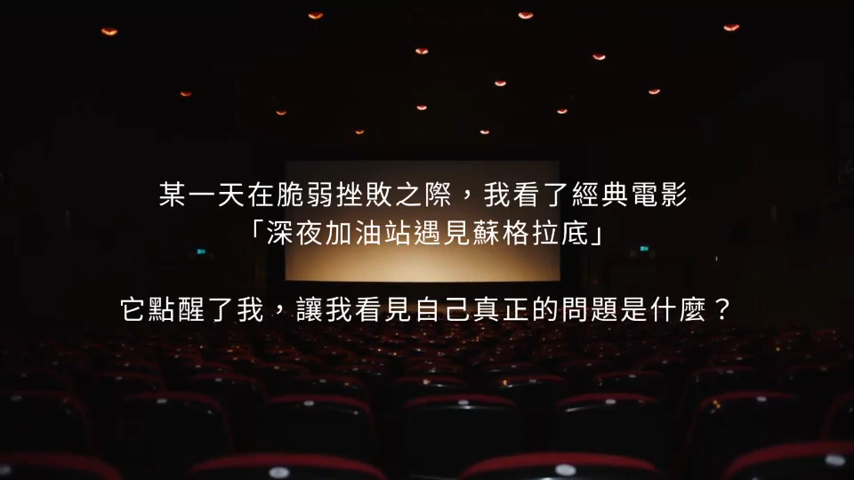 某一天在脆弱挫敗之際，我看了經典電影
「深夜加油站遇見蘇格拉底」
它點醒了我，讓我看見自己真正的問題是什麼？